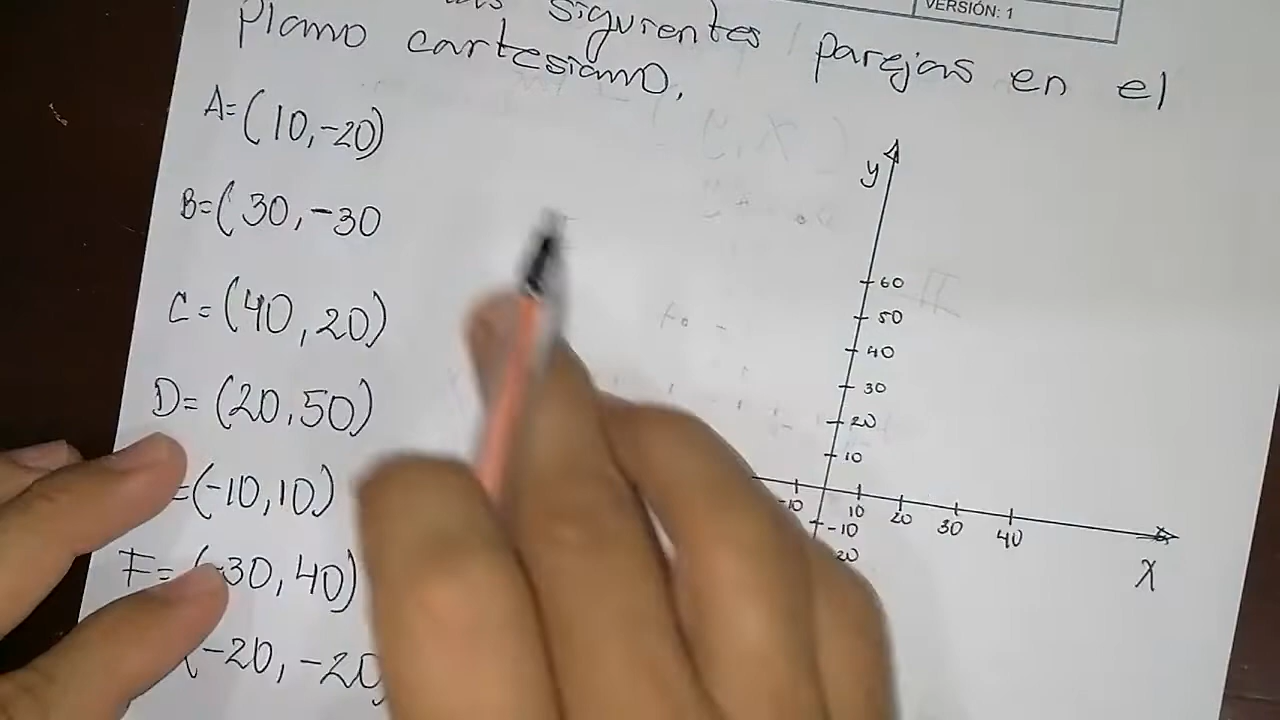 VERSIÓN: 1
siguientes parejas en el
Plano cartesiano.
A=(10,-20)
B=(30,-30
C=(40,20)
D=(20,50)
=(-10,10)
F=(-30,40)
(-20,-20)
y
60
50
40
30
20
10
-10 10 20 30 40
-10
20
X